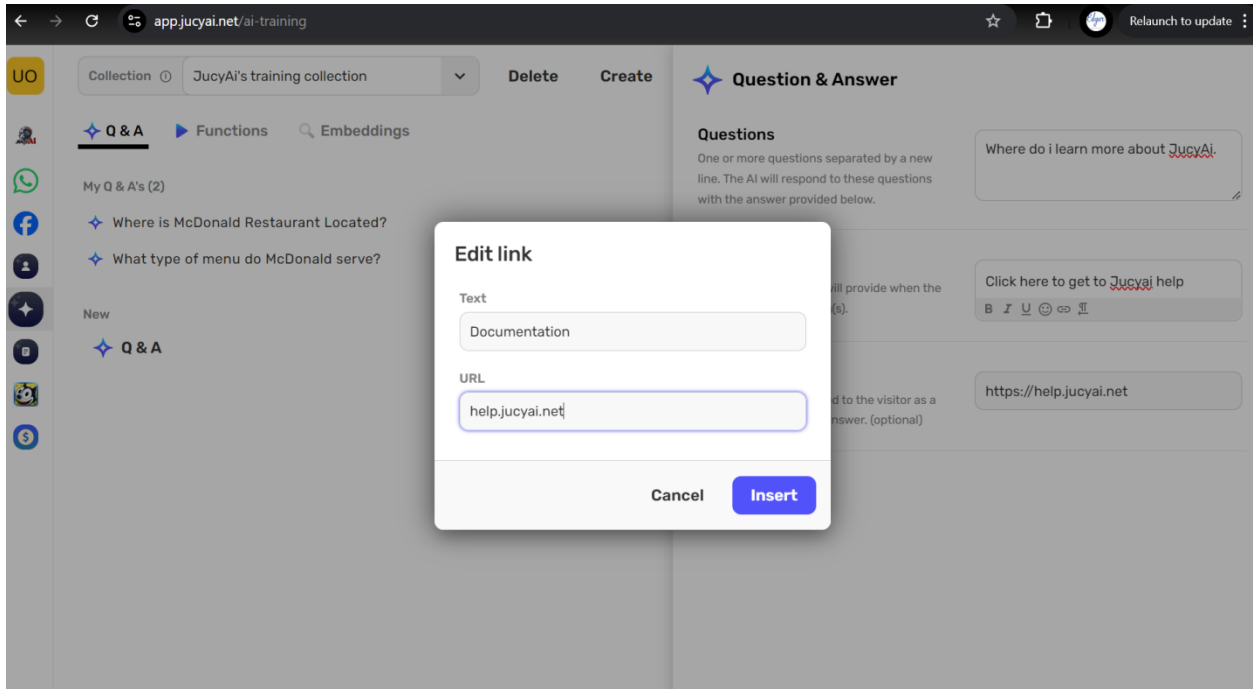 app.jucyai.net/ai-training
Relaunch to update
UO
Collection
JucyAi's training collection
Delete
Create
Q & A
Functions
Embeddings
My Q & A's (2)
Where is McDonald Restaurant Located?
What type of menu do McDonald serve?
New
Q & A
Question & Answer
Questions
One or more questions separated by a new
line. The AI will respond to these questions
with the answer provided below.
Where do i learn more about JucyAi.
will provide when the
(s).
Click here to get to Jucyai help
B I U
d to the visitor as a
nswer. (optional)
https://help.jucyai.net
Edit link
Text
Documentation
URL
help.jucyai.net
Cancel
Insert